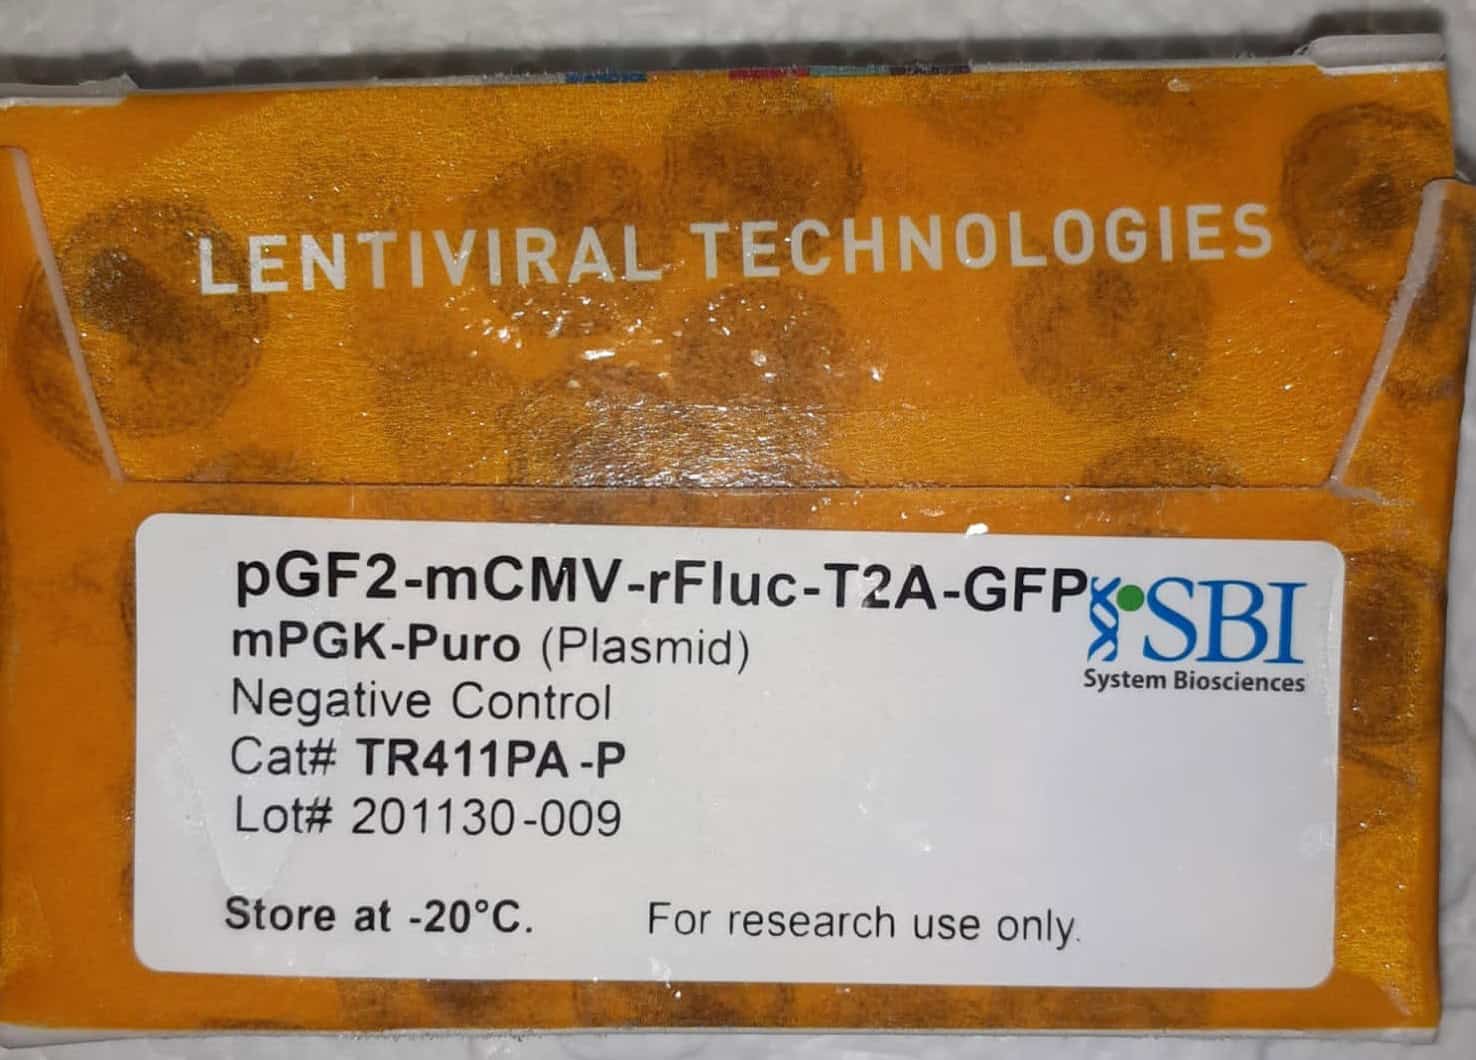 LENTIVIRAL TECHNOLOGIES
pGF2-mCMV-rFluc-T2A-GFP
mPGK-Puro (Plasmid)
Negative Control
Cat# TR411PA-P
Lot# 201130-009
Store at -20°C. For research use only.
SBI
System Biosciences